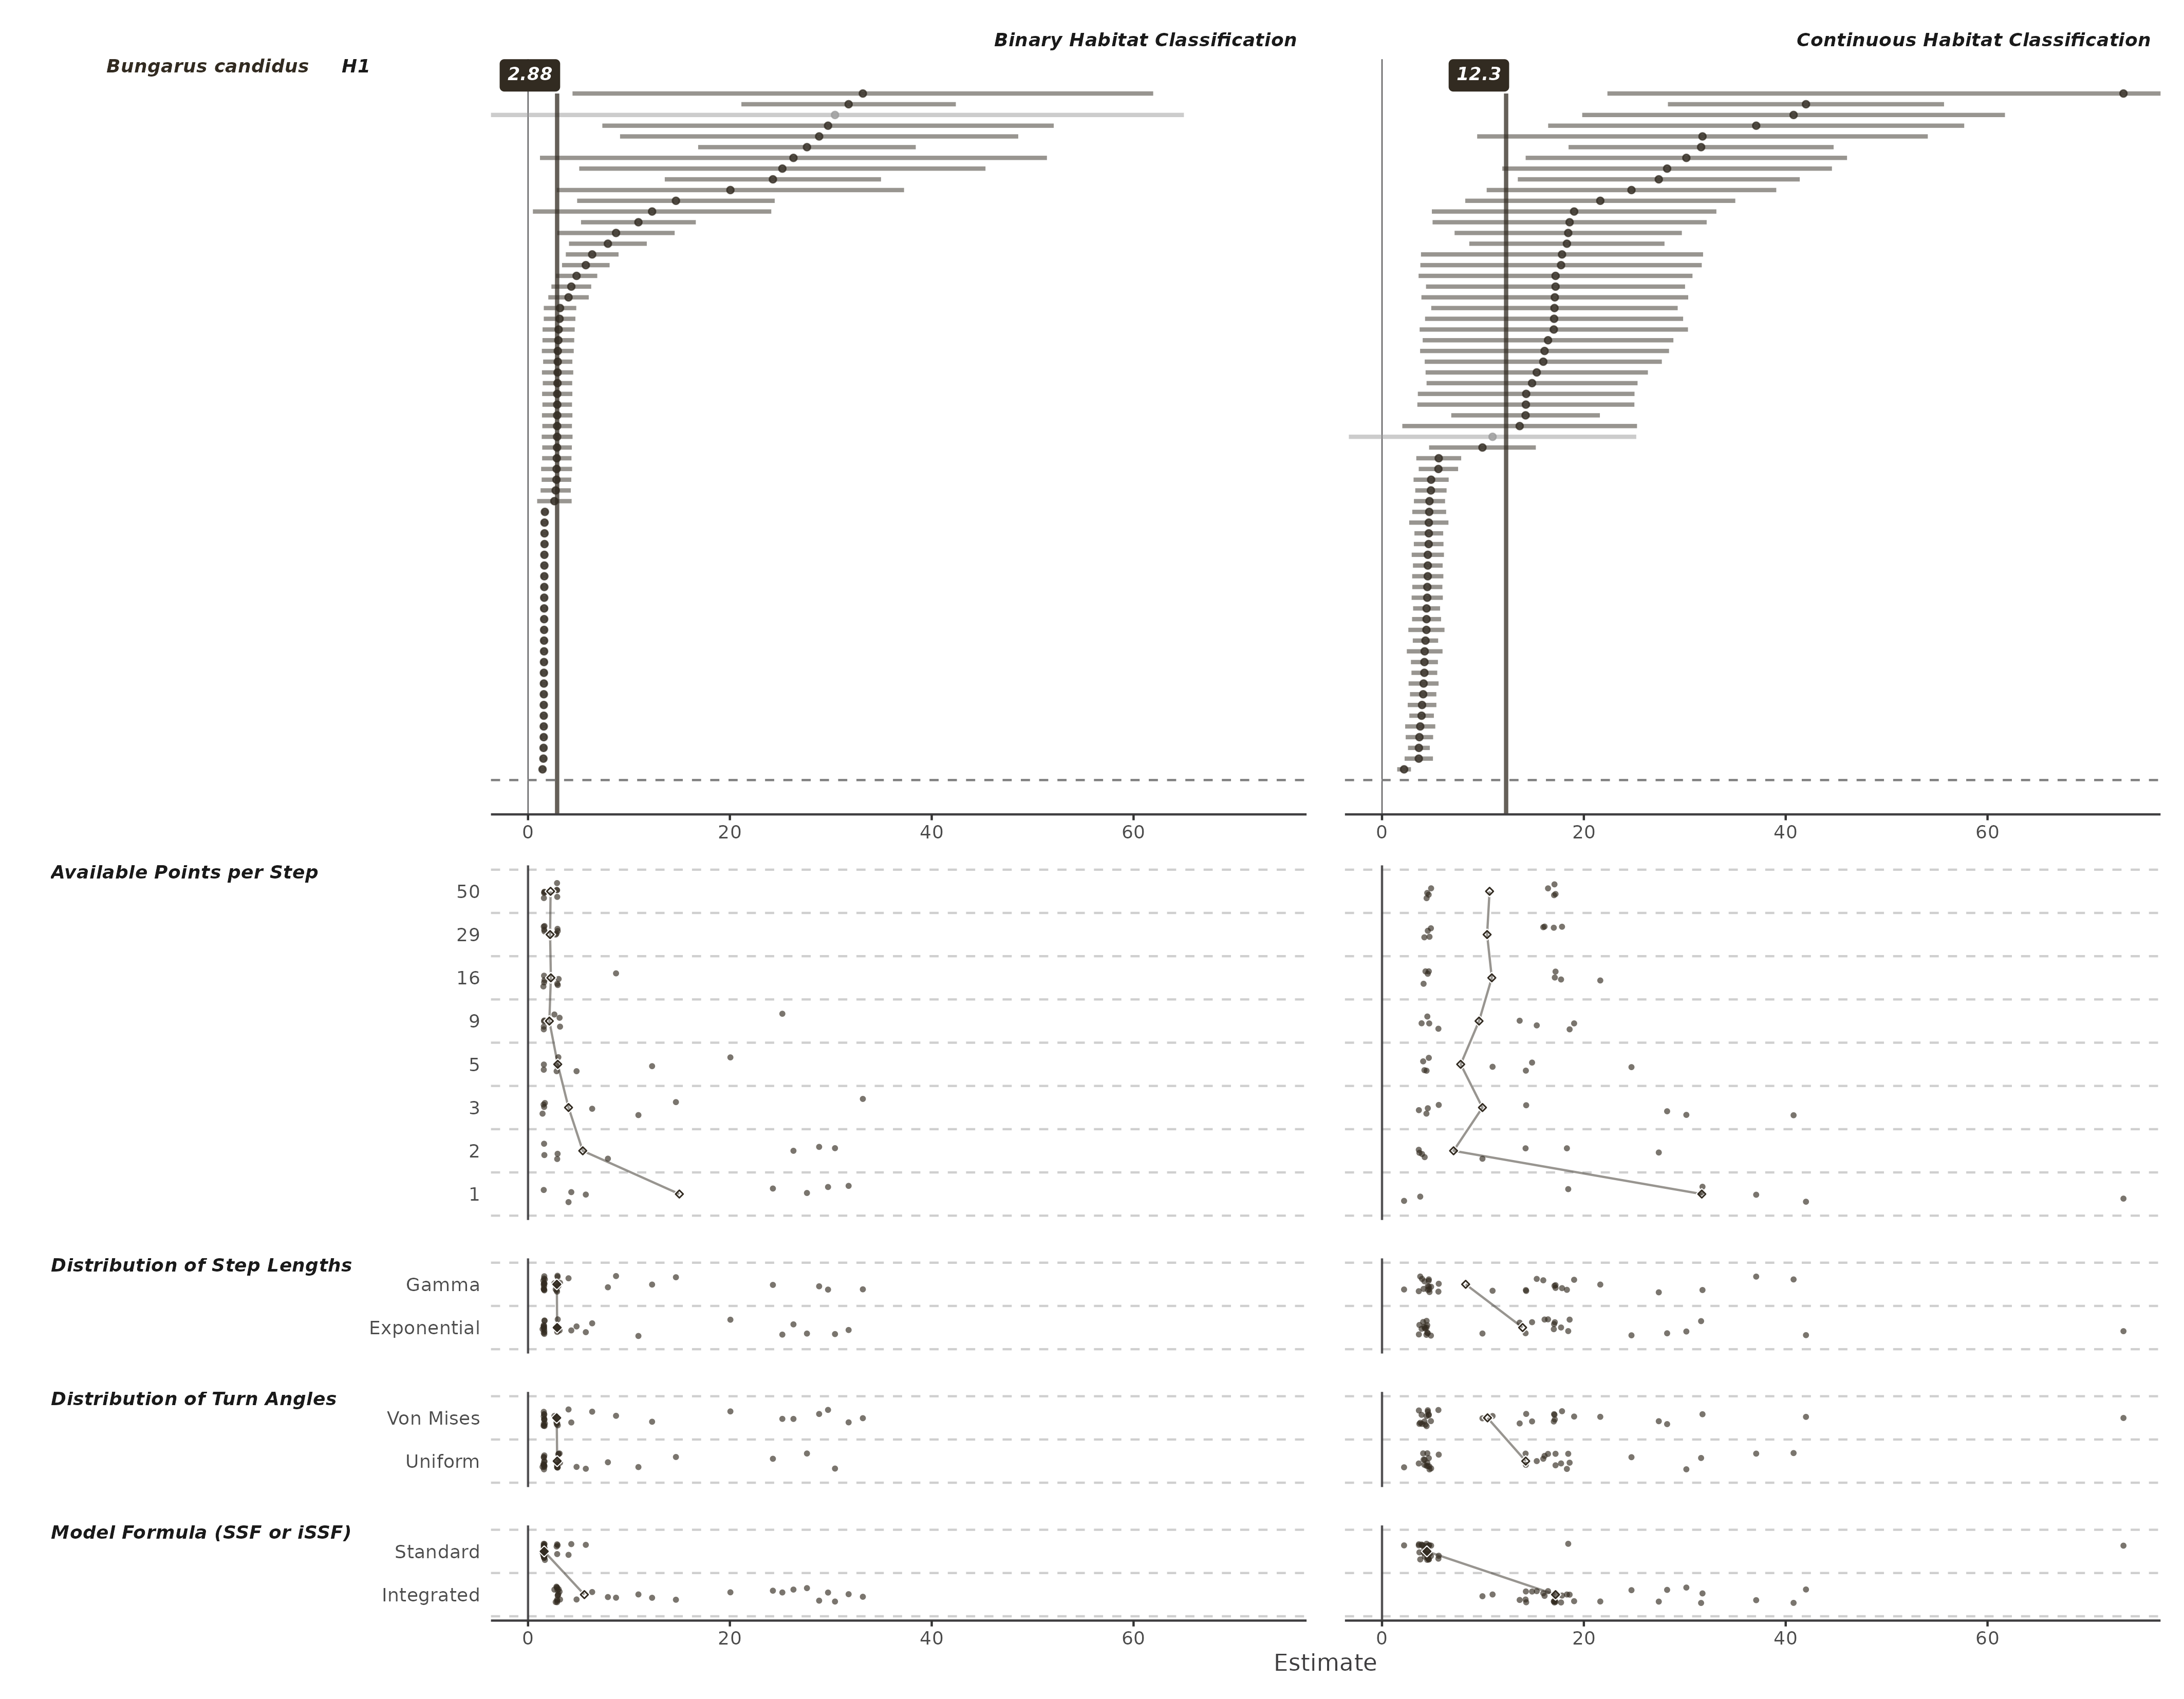 Binary Habitat Classification
Continuous Habitat Classification
Bungarus candidus H1
2.88
12.3
0 20 40 60
0 20 40 60
Available Points per Step
50
29
16
9
5
3
2
1
Distribution of Step Lengths
Gamma
Exponential
Distribution of Turn Angles
Von Mises
Uniform
Model Formula (SSF or iSSF)
Standard
Integrated
0 20 40 60
0 20 40 60
Estimate